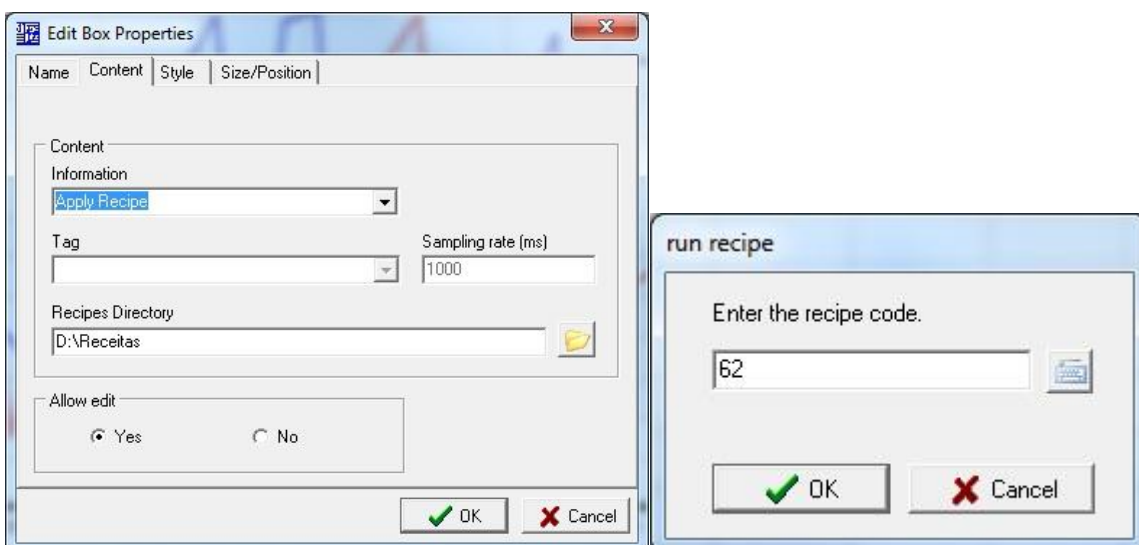 Edit Box Properties
Name Content Style Size/Position
Content
Information
Apply Recipe
Tag Sampling rate (ms)
1000
Recipes Directory
D:\Receitas
Allow edit
Yes No
OK Cancel
run recipe
Enter the recipe code.
62
OK Cancel